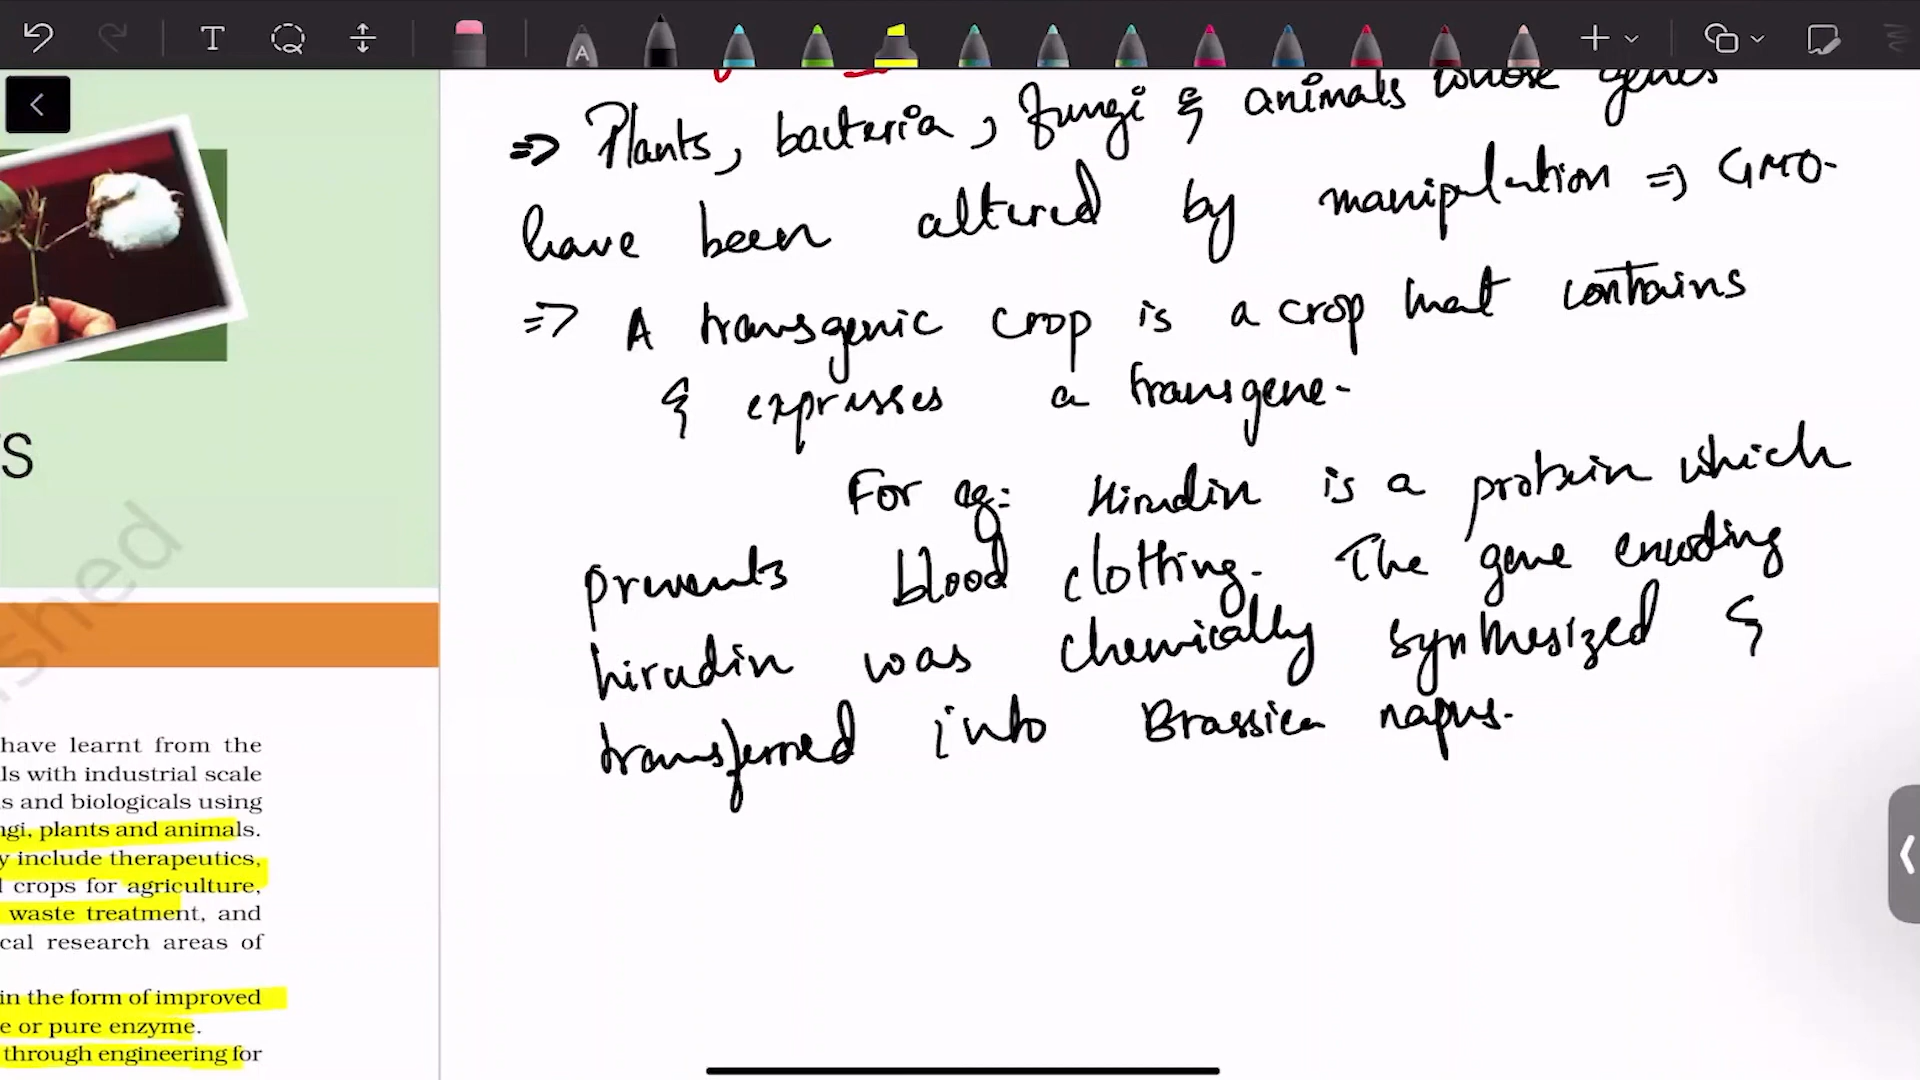 T
A
⇒ Plants, bacteria, fungi & animals whose genes
have been altered by manipulation ⇒ GMO.
⇒ A transgenic crop is a crop that contains
& expresses a transgene.
For eg: Hirudin is a protein which
prevents blood clotting. The gene encoding
hirudin was chemically synthesized &
transferred into Brassica napus.
S
shed
have learnt from the
ls with industrial scale
s and biologicals using
ngi, plants and animals.
y include therapeutics,
l crops for agriculture,
waste treatment, and
cal research areas of
in the form of improved
e or pure enzyme.
through engineering for